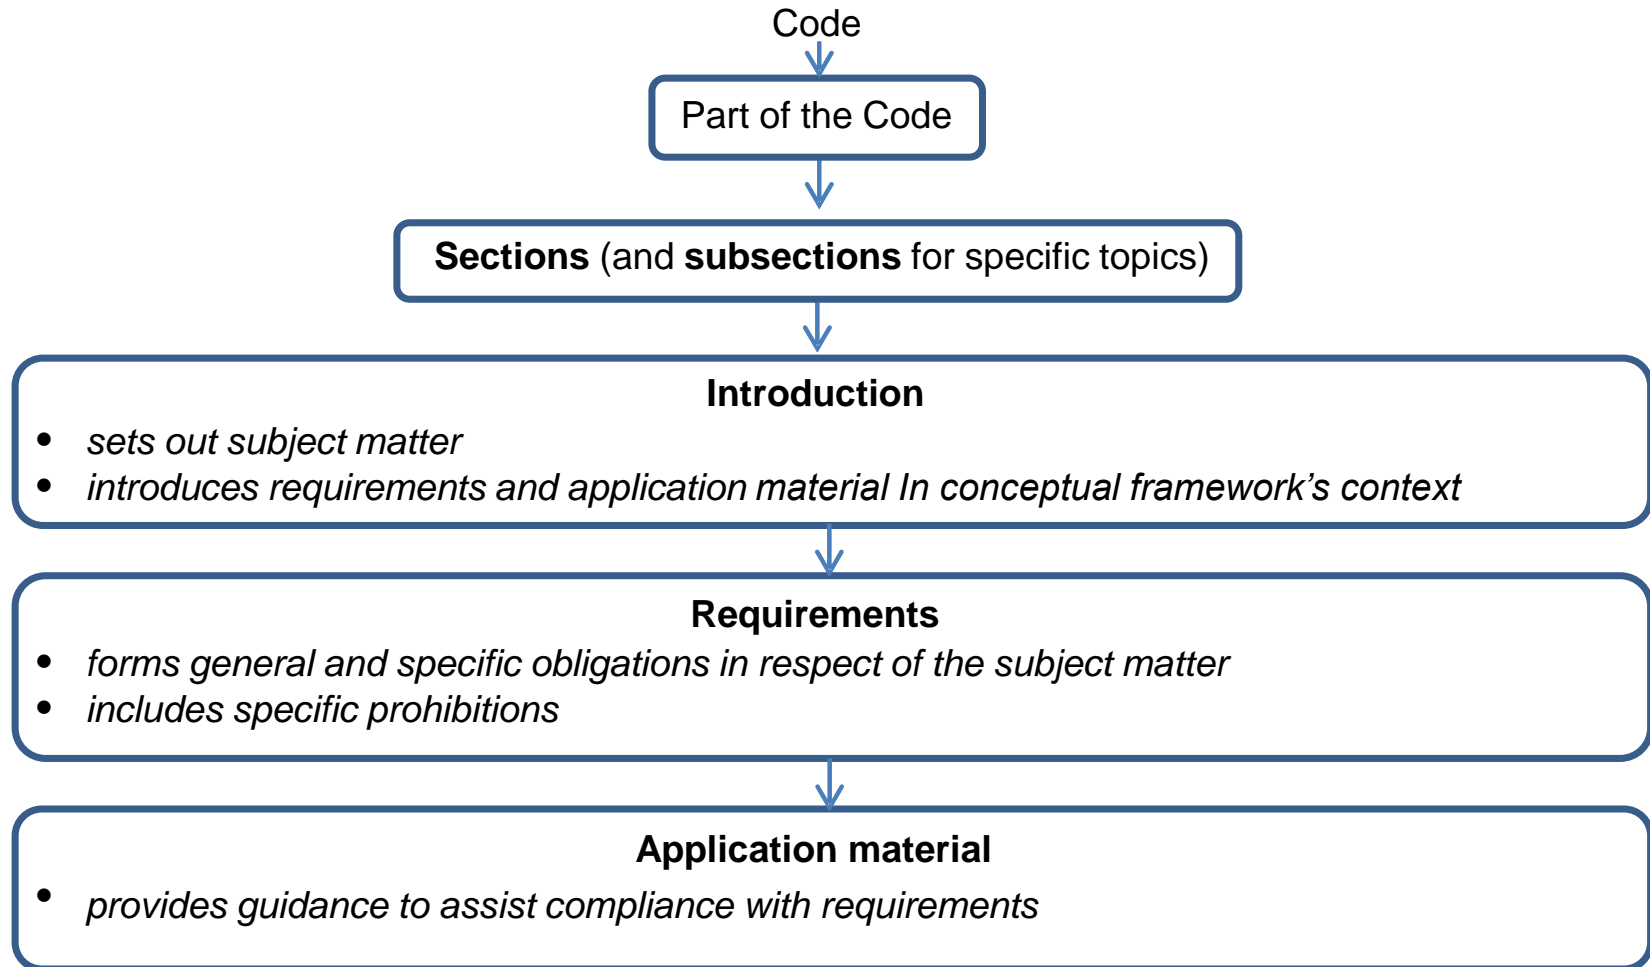 Code
Part of the Code
Sections (and subsections for specific topics)
Introduction
• sets out subject matter
• introduces requirements and application material In conceptual framework’s context
Requirements
• forms general and specific obligations in respect of the subject matter
• includes specific prohibitions
Application material
• provides guidance to assist compliance with requirements